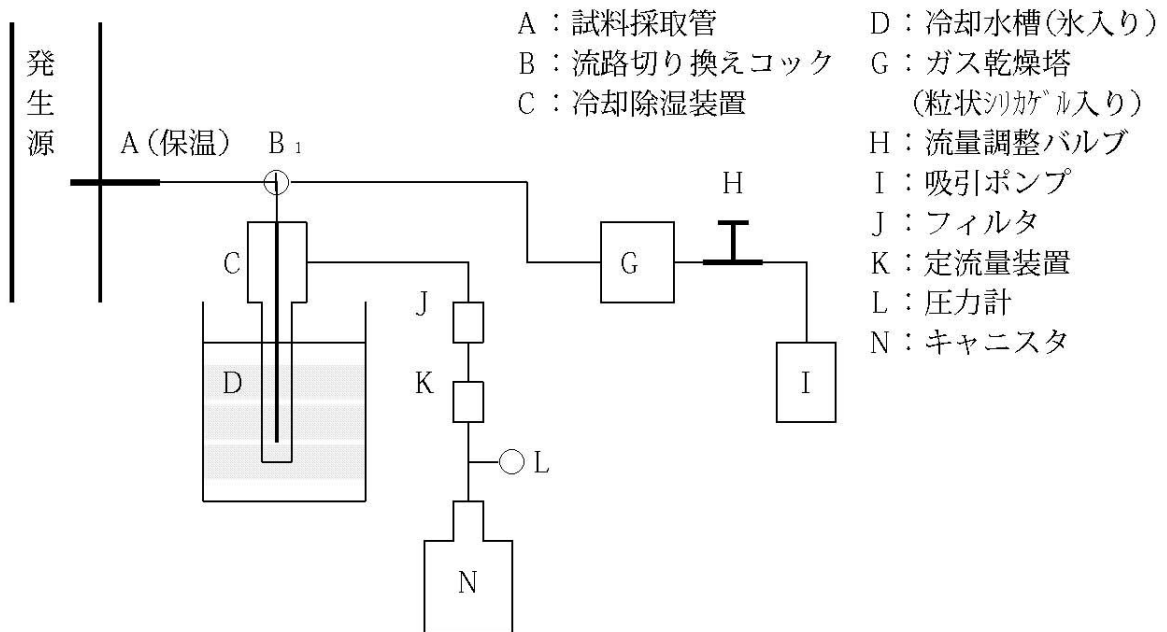 A：試料採取管
B：流路切り換えコック
C：冷却除湿装置
D：冷却水槽(氷入り)
G：ガス乾燥塔
(粒状ｼﾘｶｹﾞﾙ入り)
H：流量調整バルブ
I：吸引ポンプ
J：フィルタ
K：定流量装置
L：圧力計
N：キャニスタ
発生源
A(保温)
B₁
H
C
G
J
D
K
I
L
N